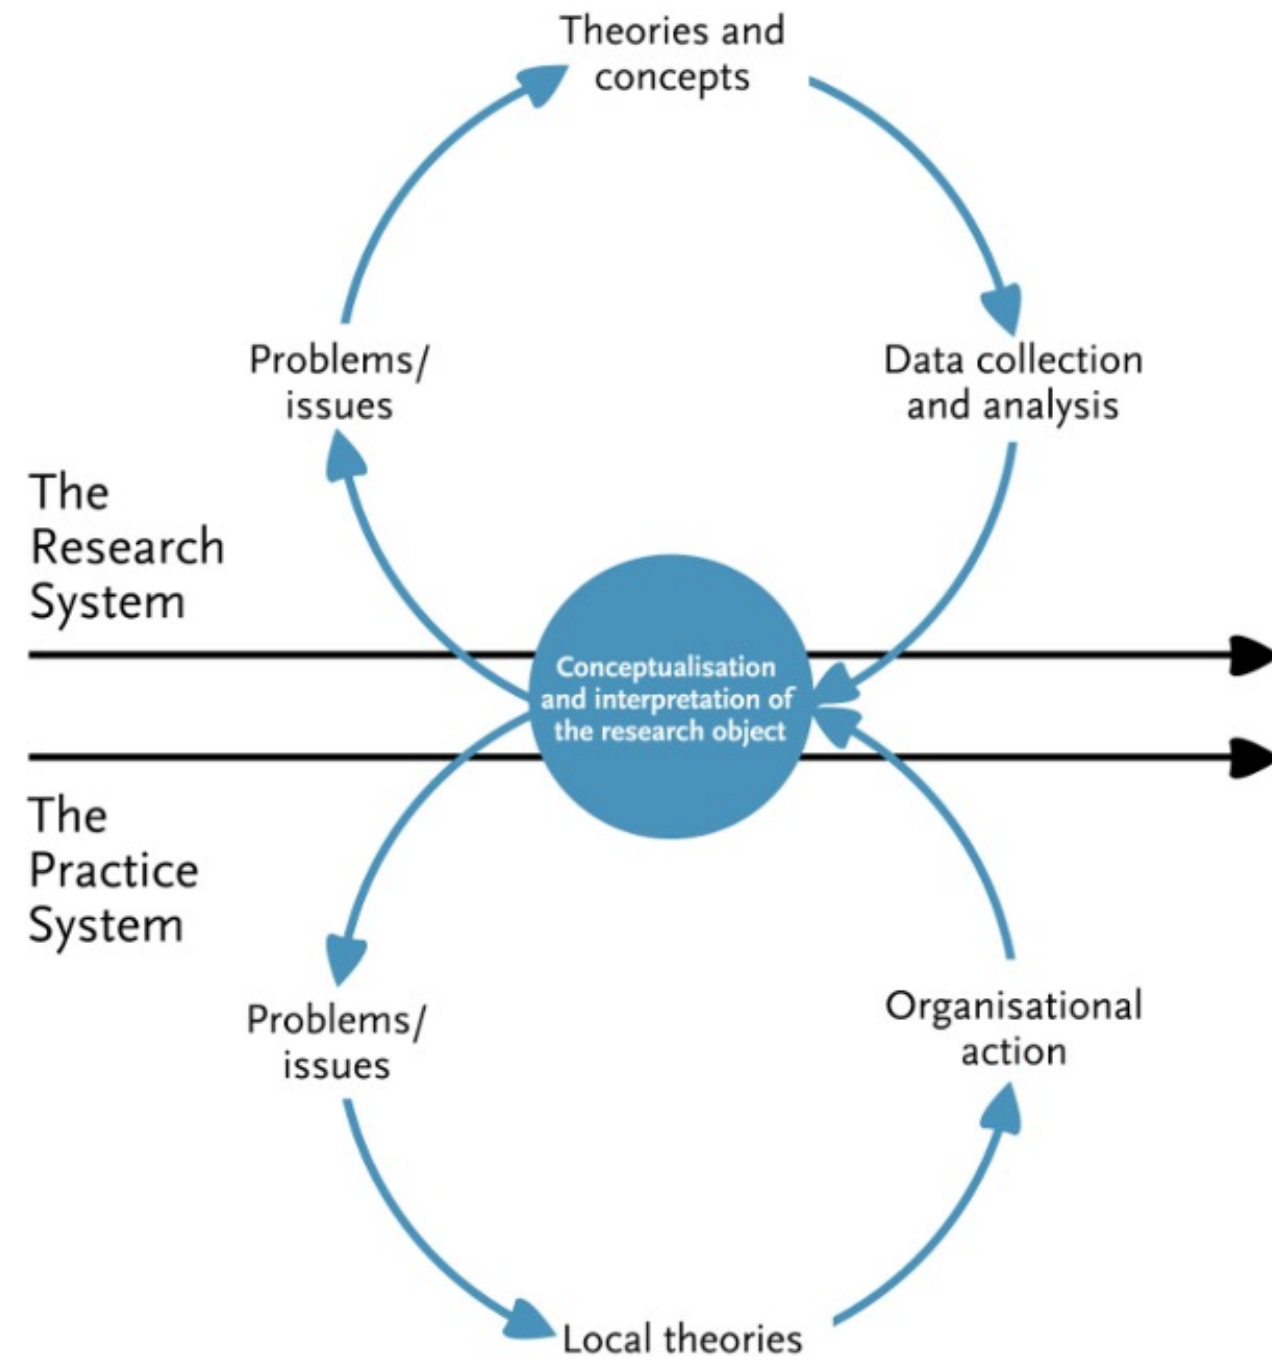 Theories and
concepts
Problems/
issues
Data collection
and analysis
The
Research
System
Conceptualisation
and interpretation of
the research object
The
Practice
System
Problems/
issues
Organisational
action
Local theories